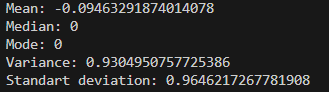 Mean: -0.09463291874014078
Median: 0
Mode: 0
Variance: 0.9304950757725386
Standart deviation: 0.9646217267781908